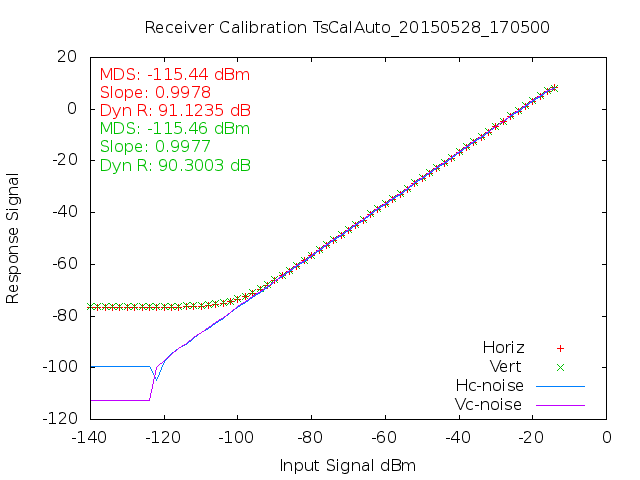 Receiver Calibration TsCalAuto_20150528_170500
20
MDS: -115.44 dBm
Slope: 0.9978
0
Dyn R: 91.1235 dB
MDS: -115.46 dBm
Slope: 0.9977
-20
Dyn R: 90.3003 dB
-40
Response Signal
-60
-80
Horiz
Vert
-100
Hc-noise
Vc-noise
-120
-140 -120 -100 -80 -60 -40 -20 0
Input Signal dBm